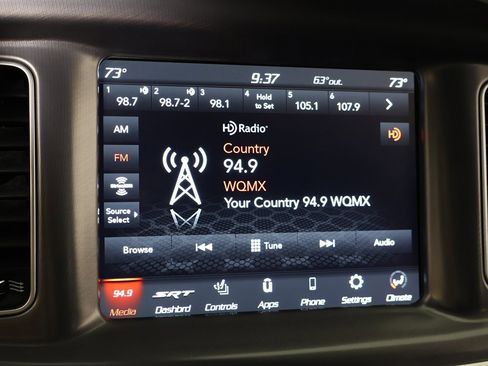 73° 9:37 63°out. 73°
1 2 3 4 5 6
98.7 98.7-2 98.1 Hold to Set 105.1 107.9
AM
HD Radio
FM
Country
94.9
SiriusXM
WQMX
Your Country 94.9 WQMX
Source
Select
Browse Tune Audio
94.9 SRT
Media Dashbrd Controls Apps Phone Settings Climate